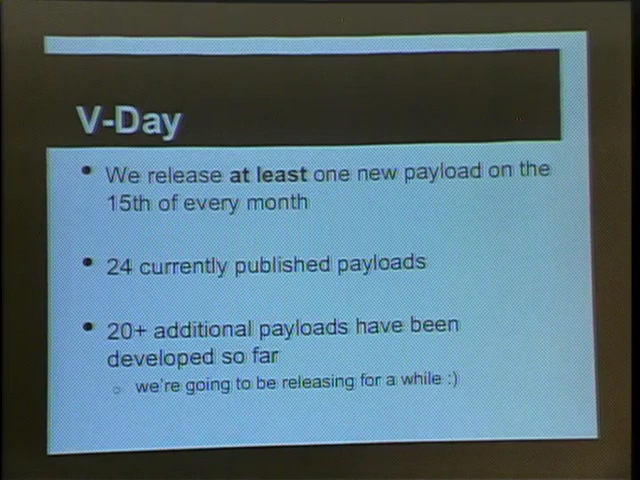 V-Day
We release at least one new payload on the
15th of every month
24 currently published payloads
20+ additional payloads have been
developed so far
we're going to be releasing for a while :)